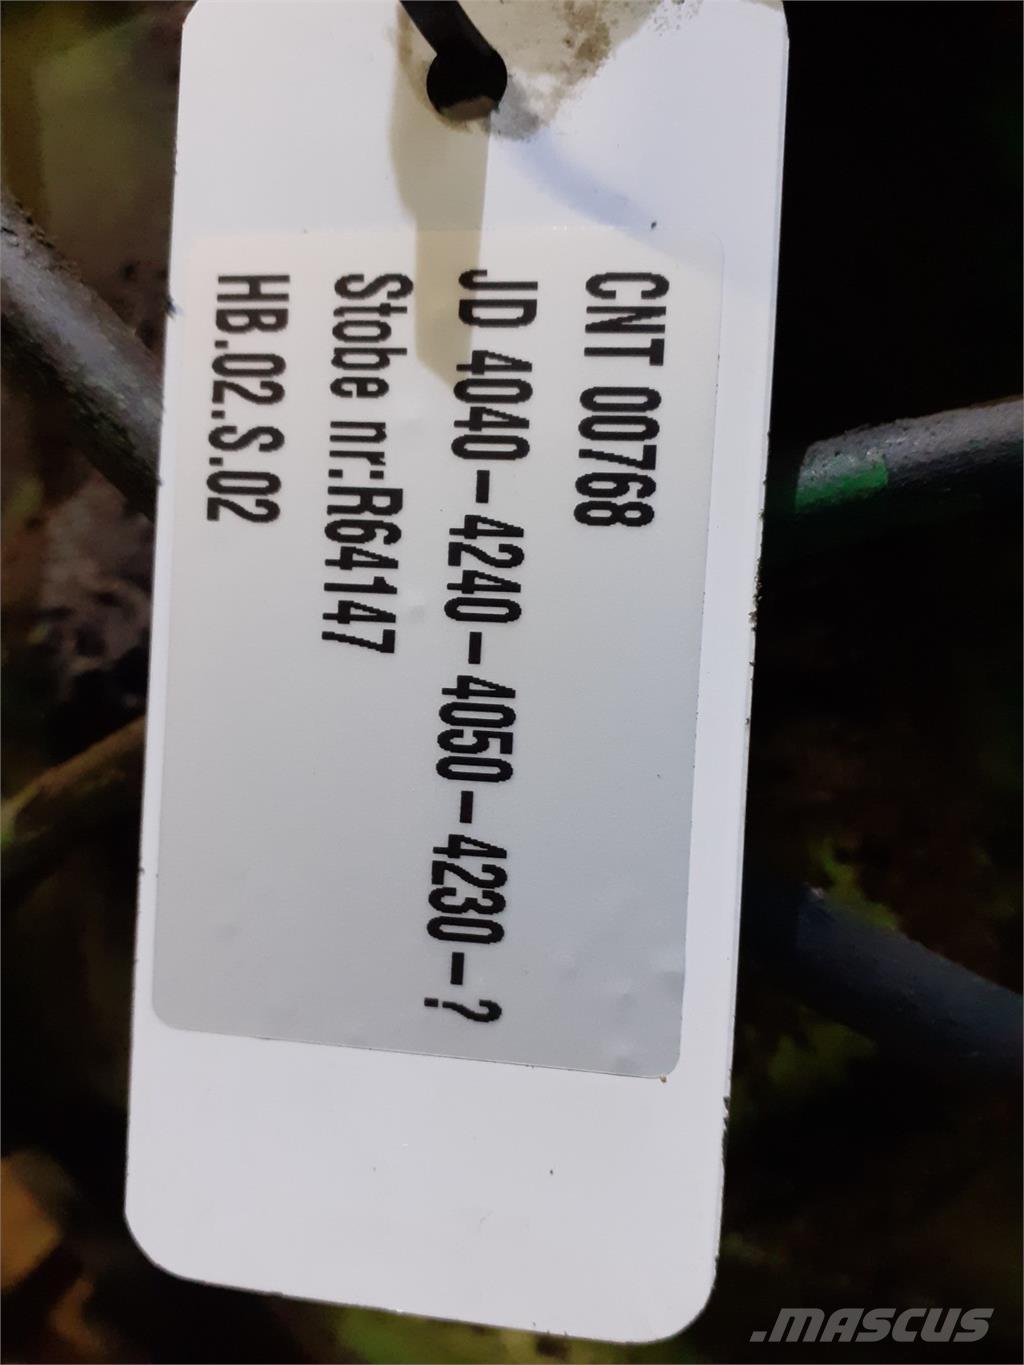 CNT 00768
JD 4040-4240-4050-4230-?
Stobe nr:R64147
HB.02.S.02
.MASCUS